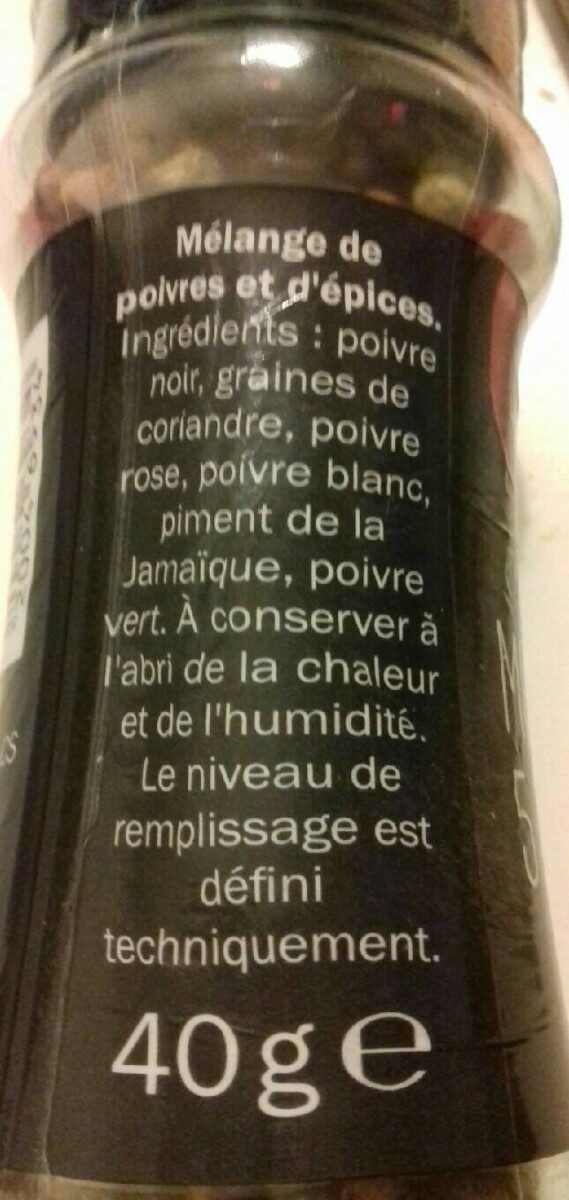 Mélange de
poivres et d'épices.
Ingrédients : poivre
noir, graines de
coriandre, poivre
rose, poivre blanc,
piment de la
Jamaïque, poivre
vert. À conserver à
l'abri de la chaleur
et de l'humidité.
Le niveau de
remplissage est
défini
techniquement.
40 g e